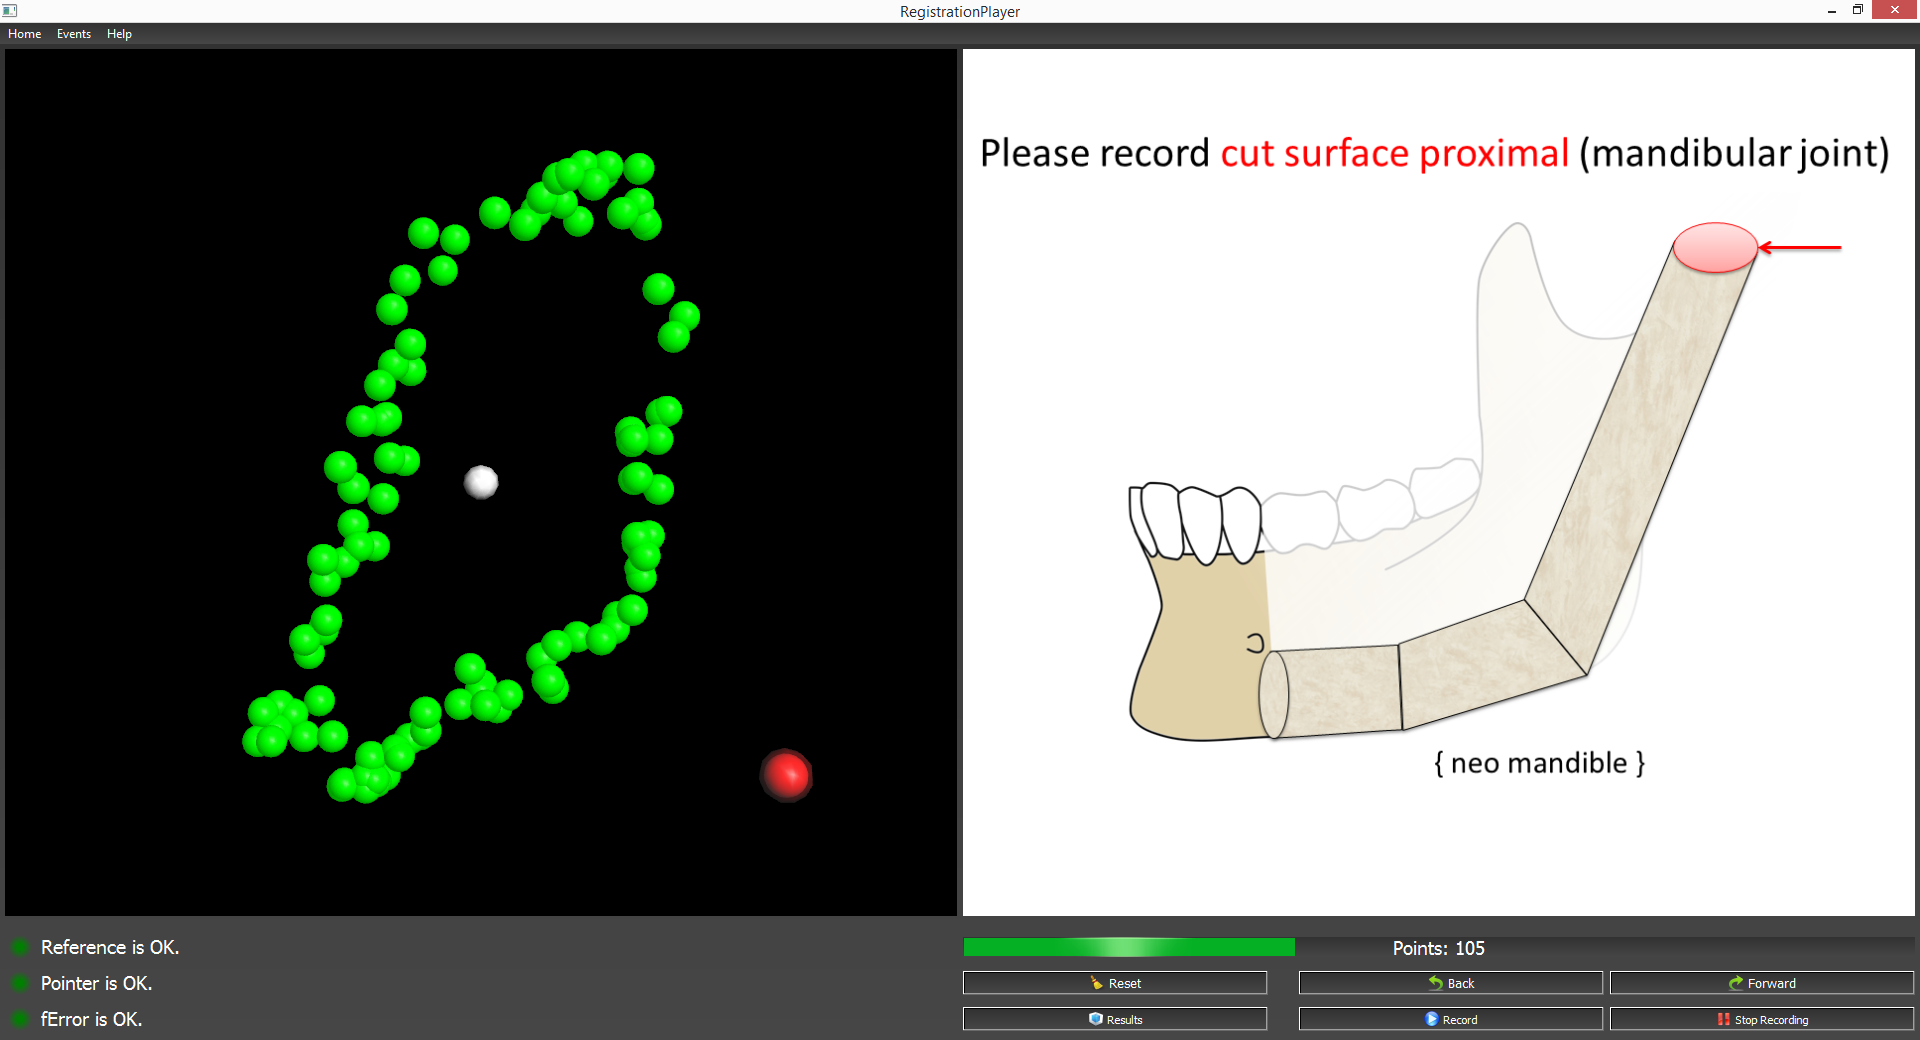 RegistrationPlayer
Home Events Help
Please record cut surface proximal (mandibular joint)
{ neo mandible }
Reference is OK.
Pointer is OK.
fError is OK.
Points: 105
Reset Back Forward
Results Record Stop Recording